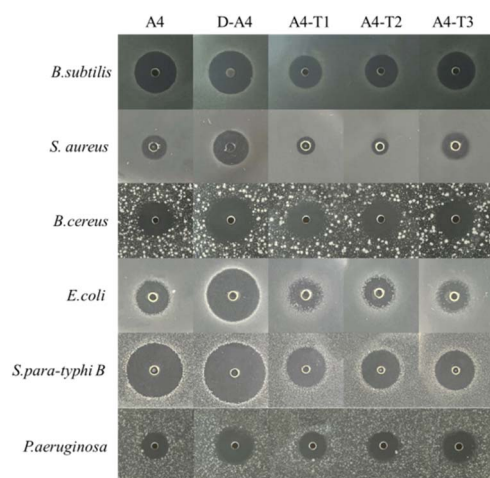 A4 D-A4 A4-T1 A4-T2 A4-T3
B.subtilis
S. aureus
B.cereus
E.coli
S.para-typhi B
P.aeruginosa